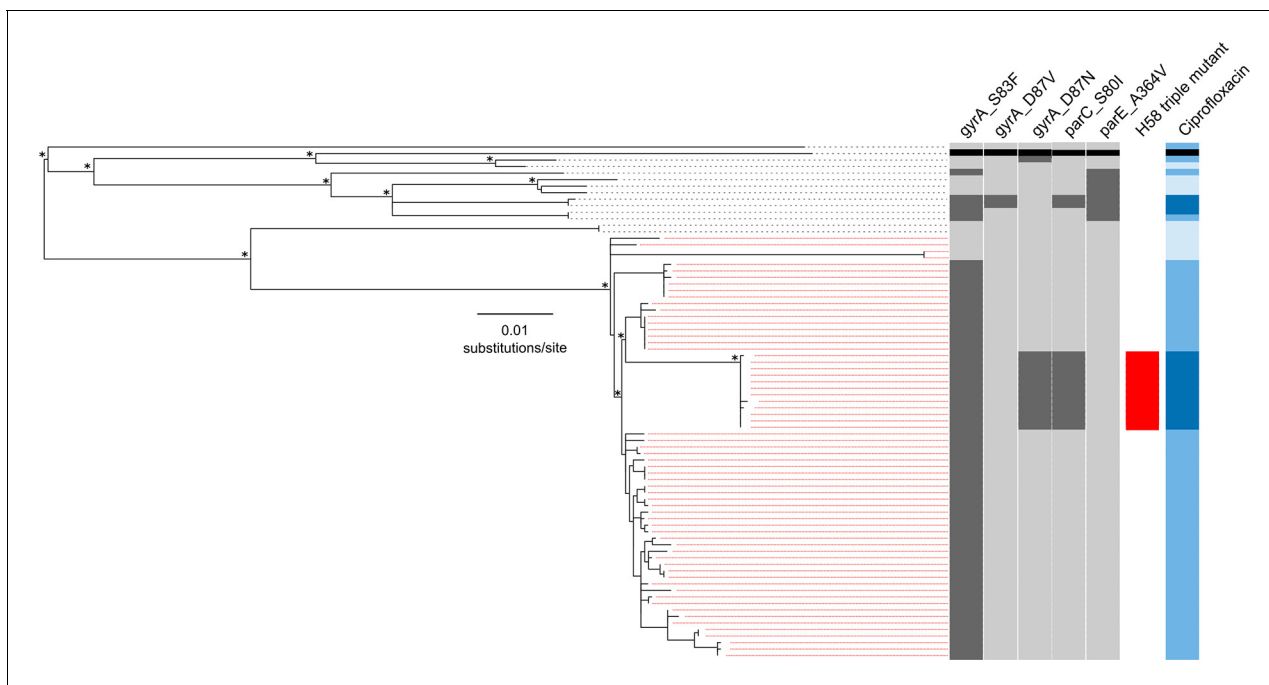 gyrA_S83F
gyrA_D87V
gyrA_D87N
parC_S80I
parE_A364V
H58 triple mutant
Ciprofloxacin
*
*
*
*
*
*
*
*
*
*
*
*
0.01
substitutions/site